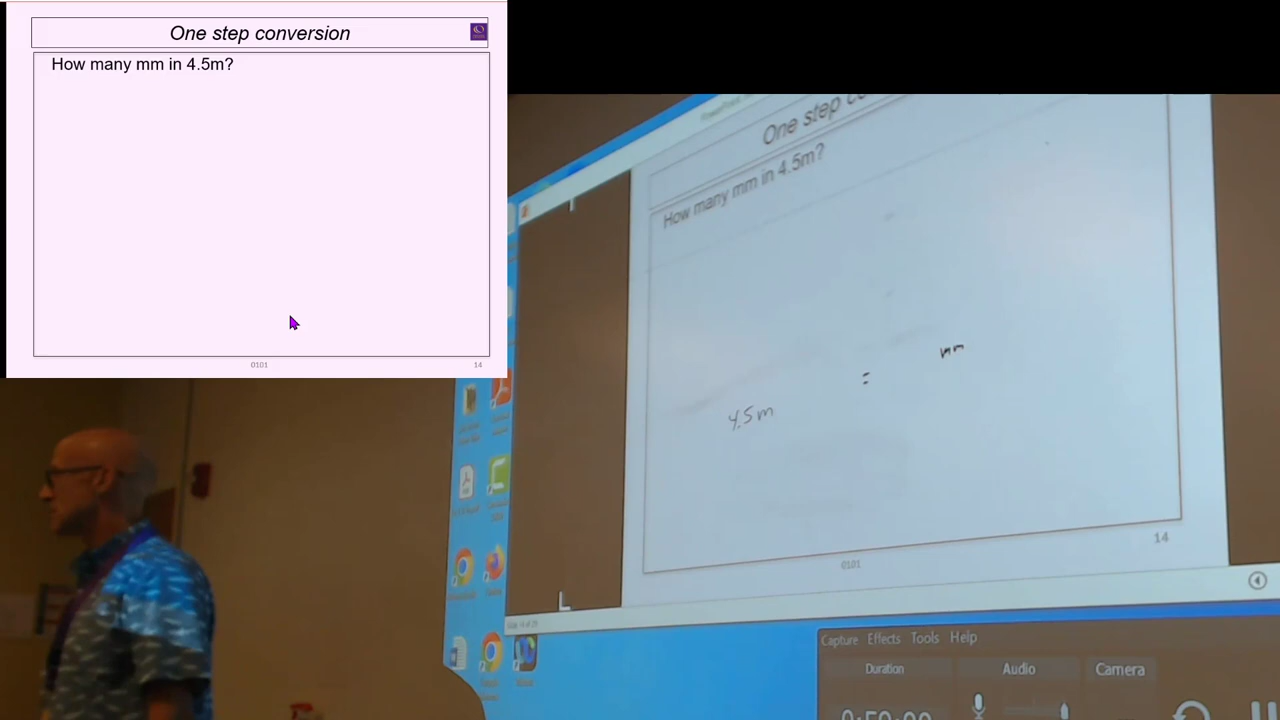 One step conversion
How many mm in 4.5m?
0101
14
One step
How many mm in 4.5m?
mm
=
4.5m
14
0101
Capture Effects Tools Help
Duration Audio Camera